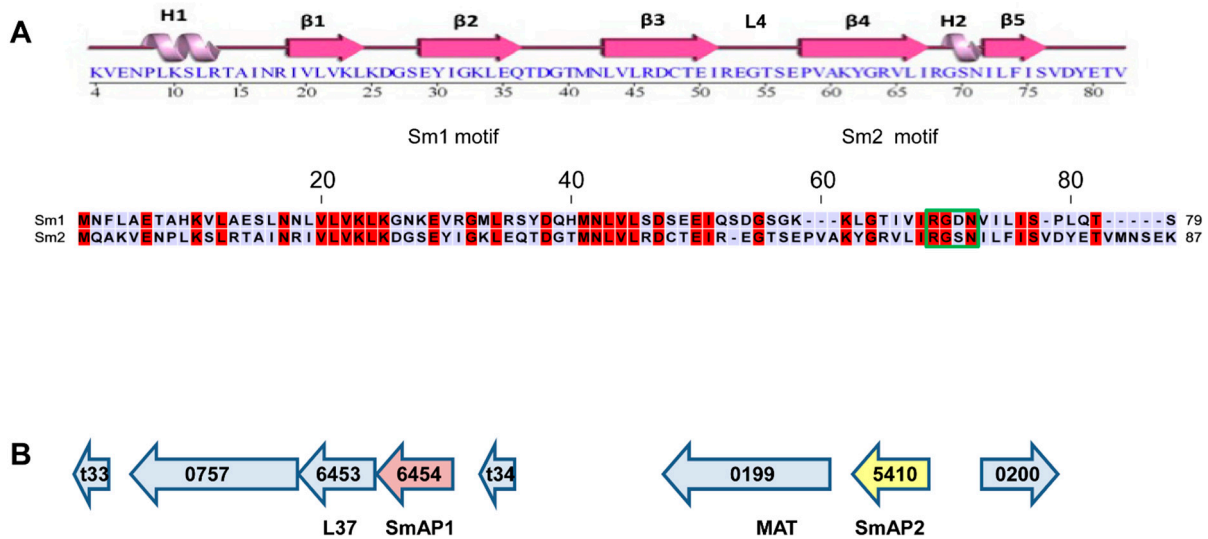 A
H1 β1 β2 β3 L4 β4 H2 β5
KVENPLKSLRTAINRIVLVKLKDGSEYIGKLEQTDGTMNLVLRDCTEIREGTSEPVAKYGRVLIRGSNILFISVDYETV
4 10 15 20 25 30 35 40 45 50 55 60 65 70 75 80
Sm1 motif Sm2 motif
20 40 60 80
Sm1 MNFLAETAHKVLAESLNNLVLVKLKGNKEVRGMLRSYDQHMNLVLSDSEEIQSDGSGK---KLGTIVIRGDNVILIS-PLQT-----S 79
Sm2 MQAKVENPLKSLRTAINRIVLVKLKDGSEYIGKLEQTDGTMNLVLRDCTEIR-EGTSEPVAKYGRVLIRGSNILFISVDYETVMNSEK 87
B
t33 0757 6453 6454 t34 0199 5410 0200
L37 SmAP1 MAT SmAP2